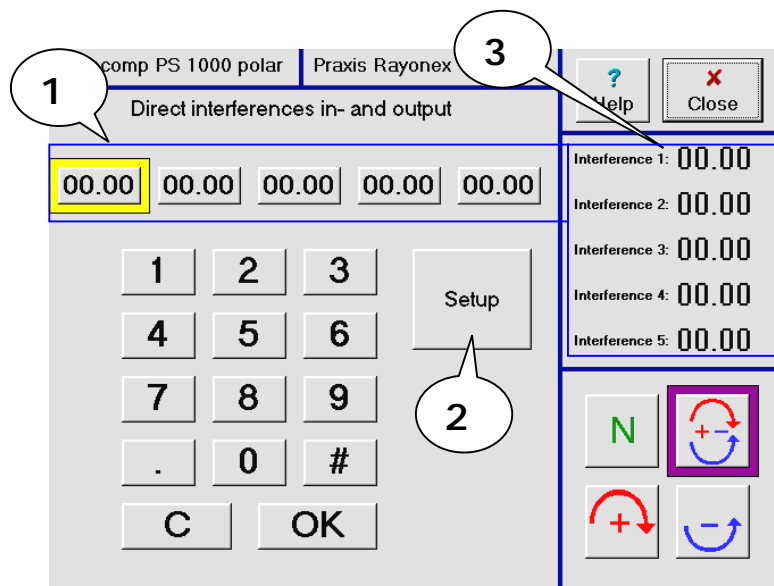 comp PS 1000 polar
Praxis Rayonex
3
1
Direct interferences in- and output
? Help
x Close
00.00 00.00 00.00 00.00 00.00
Interference 1: 00.00
Interference 2: 00.00
Interference 3: 00.00
Interference 4: 00.00
Interference 5: 00.00
1 2 3
4 5 6
7 8 9
. 0 #
C OK
Setup
2
N
+ −
+
−